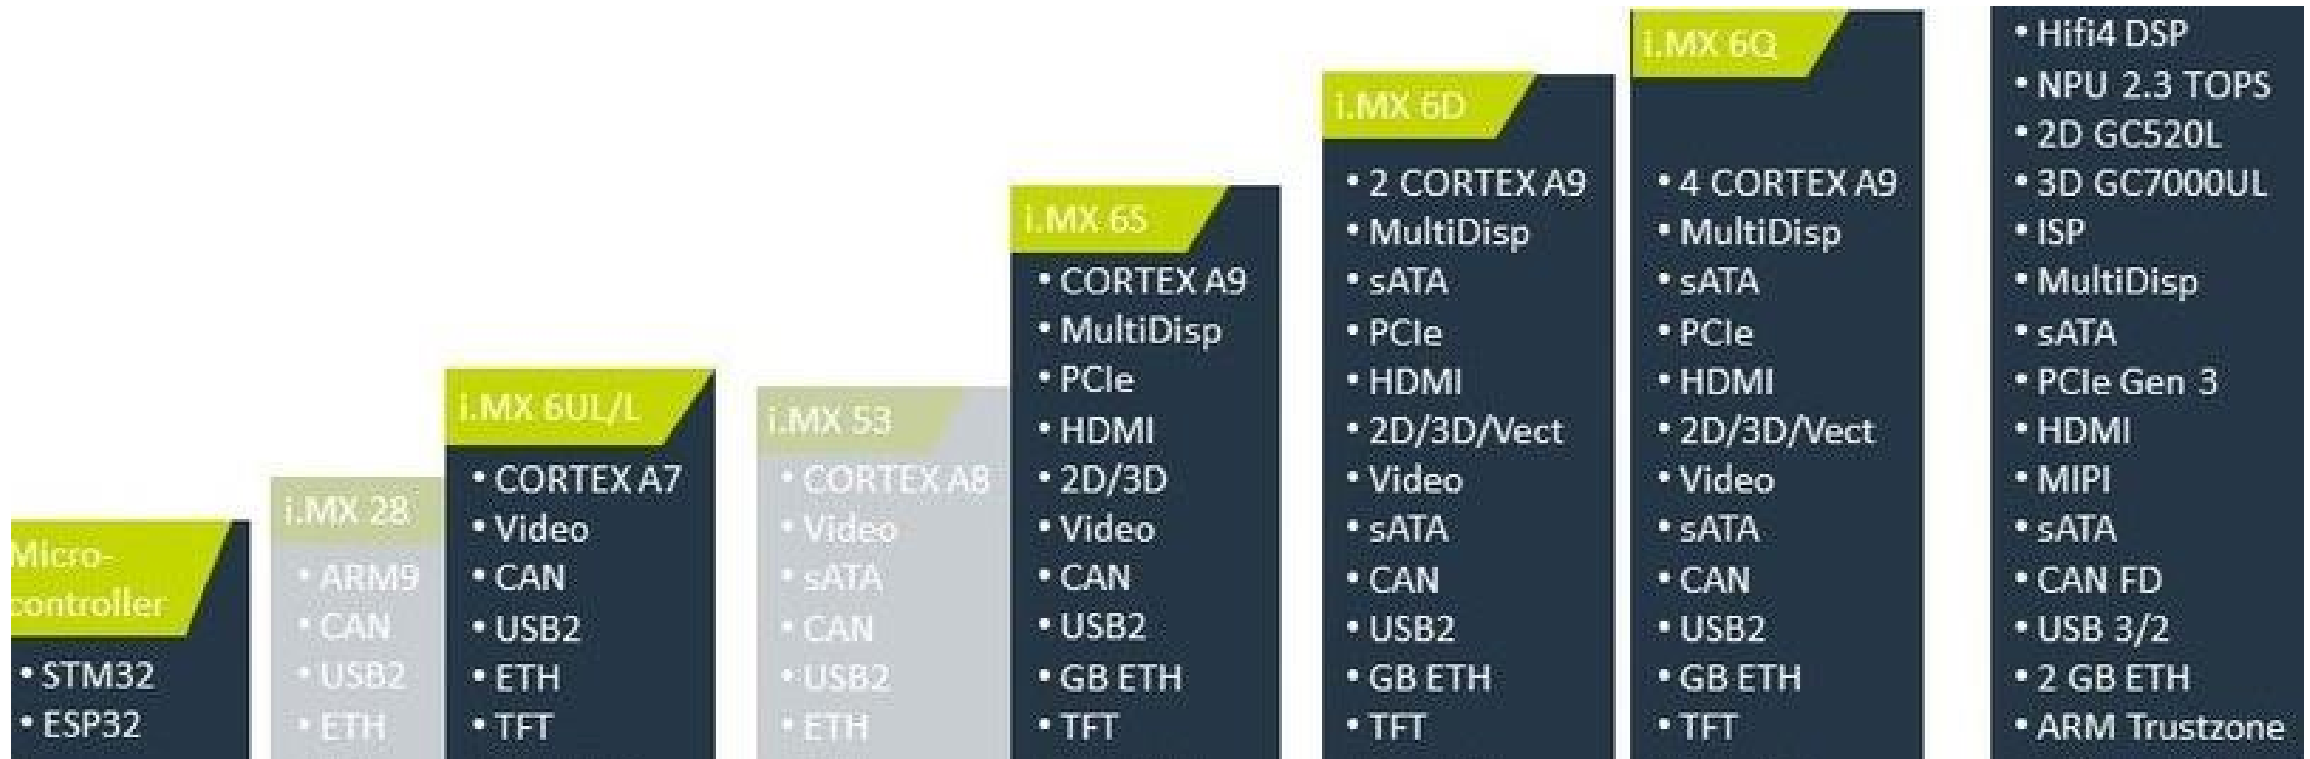 Micro-
controller
• STM32
• ESP32
i.MX 28
• ARM9
• CAN
• USB2
• ETH
i.MX 6UL/L
• CORTEX A7
• Video
• CAN
• USB2
• ETH
• TFT
i.MX 53
• CORTEX A8
• Video
• sATA
• CAN
• USB2
• ETH
i.MX 6S
• CORTEX A9
• MultiDisp
• PCIe
• HDMI
• 2D/3D
• Video
• CAN
• USB2
• GB ETH
• TFT
i.MX 6D
• 2 CORTEX A9
• MultiDisp
• sATA
• PCIe
• HDMI
• 2D/3D/Vect
• Video
• sATA
• CAN
• USB2
• GB ETH
• TFT
i.MX 6Q
• 4 CORTEX A9
• MultiDisp
• sATA
• PCIe
• HDMI
• 2D/3D/Vect
• Video
• sATA
• CAN
• USB2
• GB ETH
• TFT
• Hifi4 DSP
• NPU 2.3 TOPS
• 2D GC520L
• 3D GC7000UL
• ISP
• MultiDisp
• sATA
• PCIe Gen 3
• HDMI
• MIPI
• sATA
• CAN FD
• USB 3/2
• 2 GB ETH
• ARM Trustzone